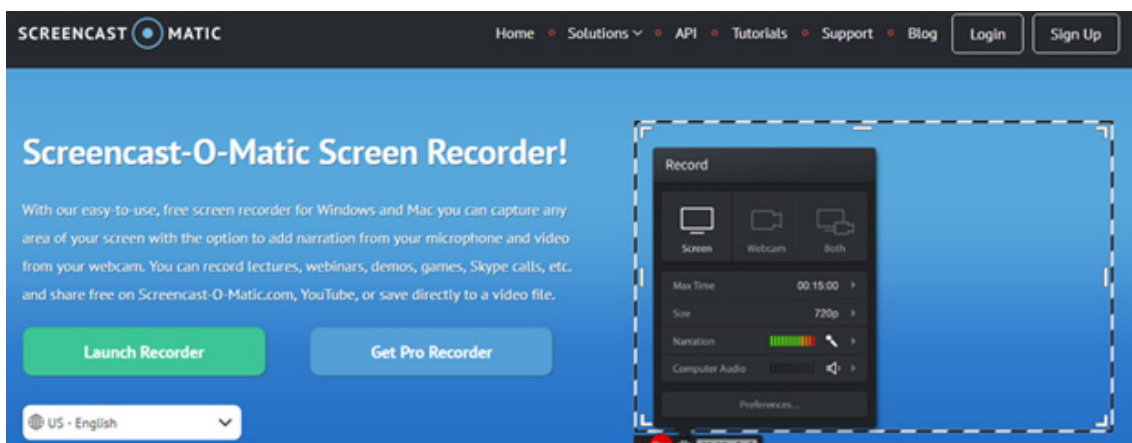 SCREENCAST MATIC
Home Solutions API Tutorials Support Blog Login Sign Up
Screencast-O-Matic Screen Recorder!
With our easy-to-use, free screen recorder for Windows and Mac you can capture any
area of your screen with the option to add narration from your microphone and video
from your webcam. You can record lectures, webinars, demos, games, Skype calls, etc.
and share free on Screencast-O-Matic.com, YouTube, or save directly to a video file.
Launch Recorder
Get Pro Recorder
US - English
Record
Screen Webcam Both
Max Time 00:15:00
Size 720p
Narration
Computer Audio
Preferences...